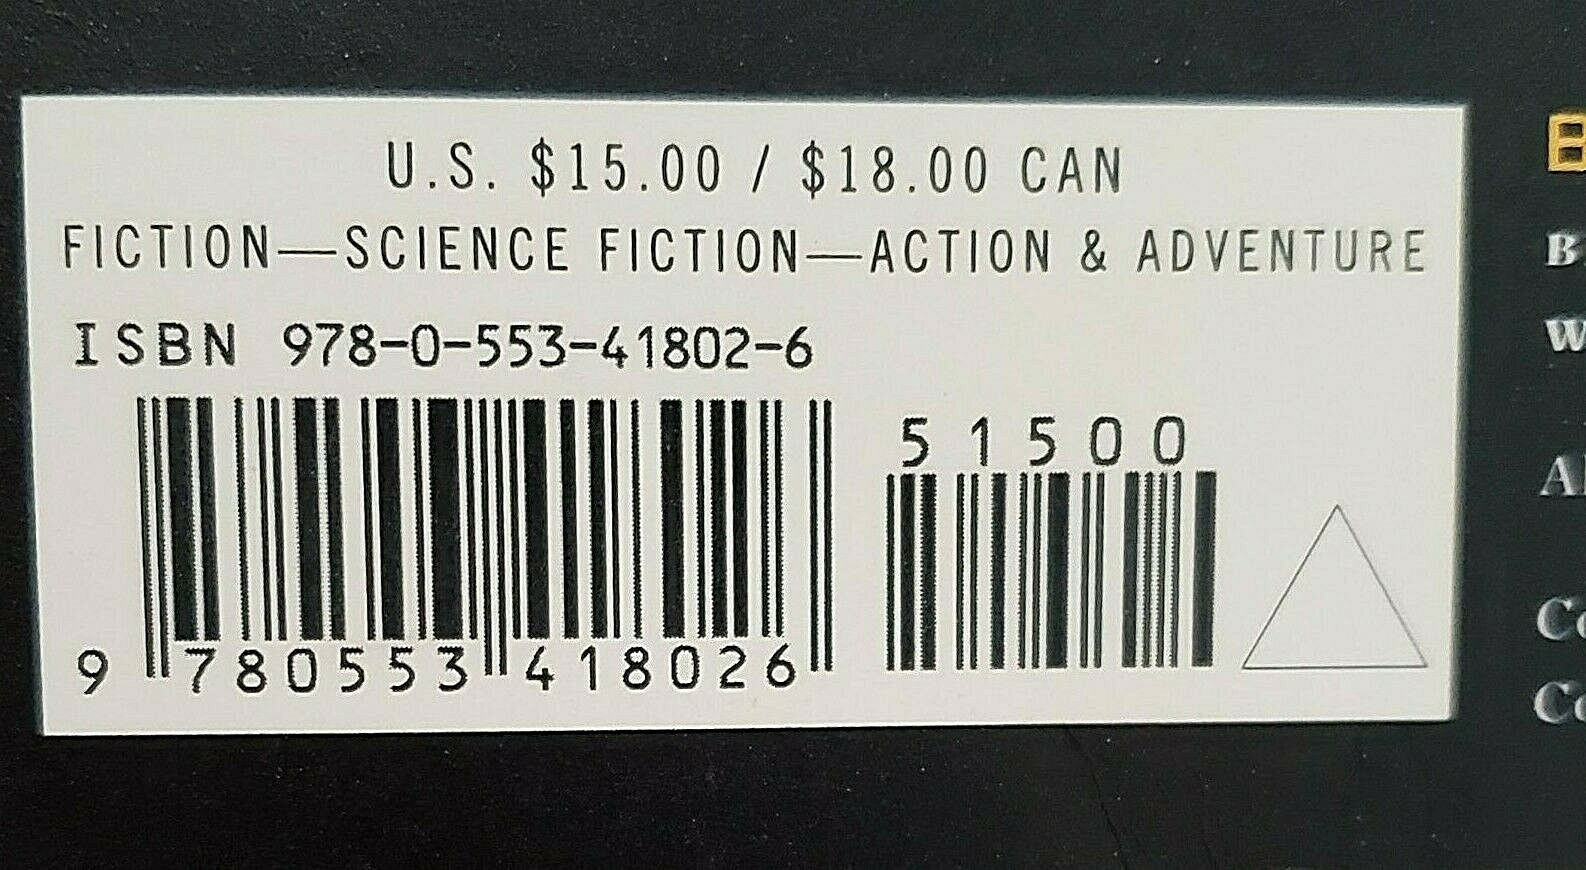 U.S. $15.00 / $18.00 CAN
FICTION—SCIENCE FICTION—ACTION & ADVENTURE
ISBN 978-0-553-41802-6
51500
9 780553 418026